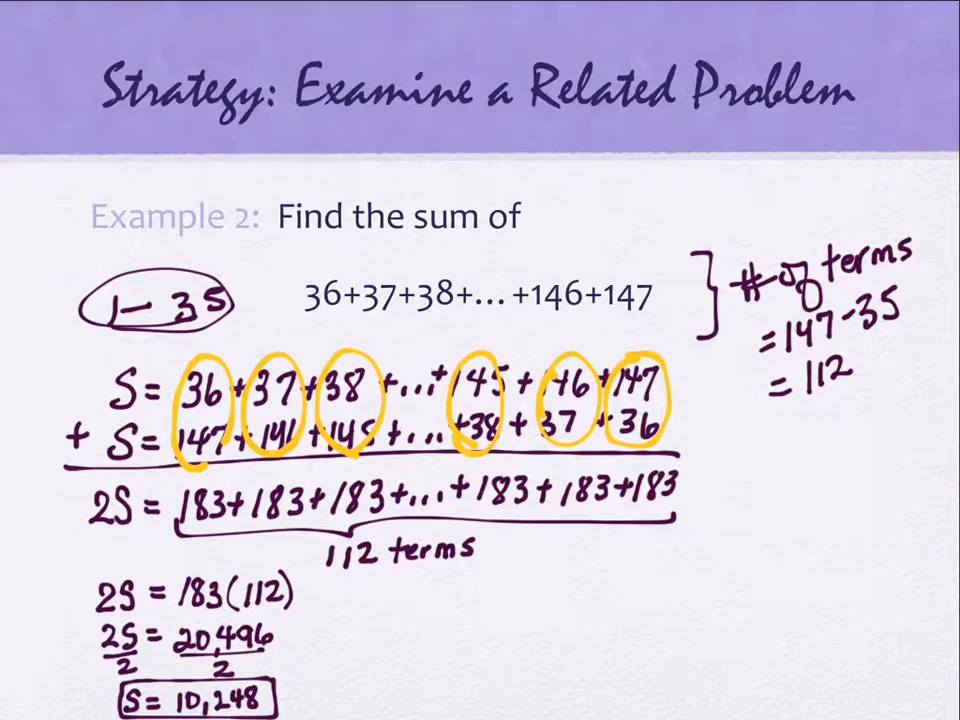 Strategy: Examine a Related Problem
Example 2: Find the sum of
36+37+38+... +146+147
1-35
# of terms
=147-35
=112
S= 36+37+38+...+145+146+147
+ S= 147+146+145+...+38+37+36
2S = 183+183+183+...+183+183+183
112 terms
2S = 183(112)
2S = 20,496
2 2
S= 10,248